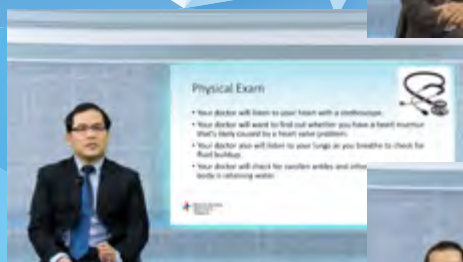 Physical Exam
• Your doctor will listen to your heart with a stethoscope.
• Your doctor will want to find out whether you have a heart murmur
that's likely caused by a heart valve problem.
• Your doctor also will listen to your lungs as you breathe to check for
fluid buildup.
• Your doctor will check for swollen ankles and
body is retaining water.